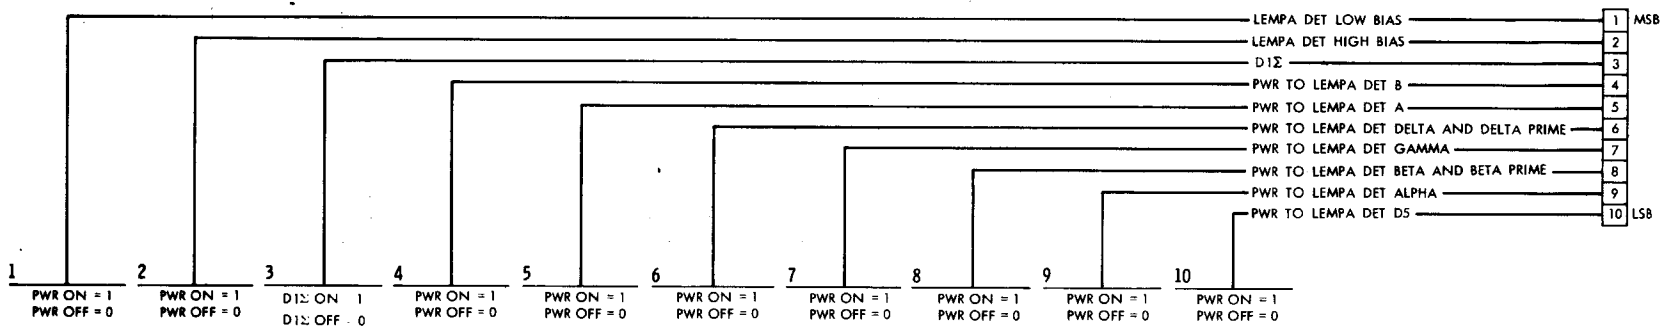 LEMPA DET LOW BIAS 1 MSB
LEMPA DET HIGH BIAS 2
D1Σ 3
PWR TO LEMPA DET B 4
PWR TO LEMPA DET A 5
PWR TO LEMPA DET DELTA AND DELTA PRIME 6
PWR TO LEMPA DET GAMMA 7
PWR TO LEMPA DET BETA AND BETA PRIME 8
PWR TO LEMPA DET ALPHA 9
PWR TO LEMPA DET D5 10 LSB
1
PWR ON = 1
PWR OFF = 0
2
PWR ON = 1
PWR OFF = 0
3
D1Σ ON 1
D1Σ OFF - 0
4
PWR ON = 1
PWR OFF = 0
5
PWR ON = 1
PWR OFF = 0
6
PWR ON = 1
PWR OFF = 0
7
PWR ON = 1
PWR OFF = 0
8
PWR ON = 1
PWR OFF = 0
9
PWR ON = 1
PWR OFF = 0
10
PWR ON = 1
PWR OFF = 0